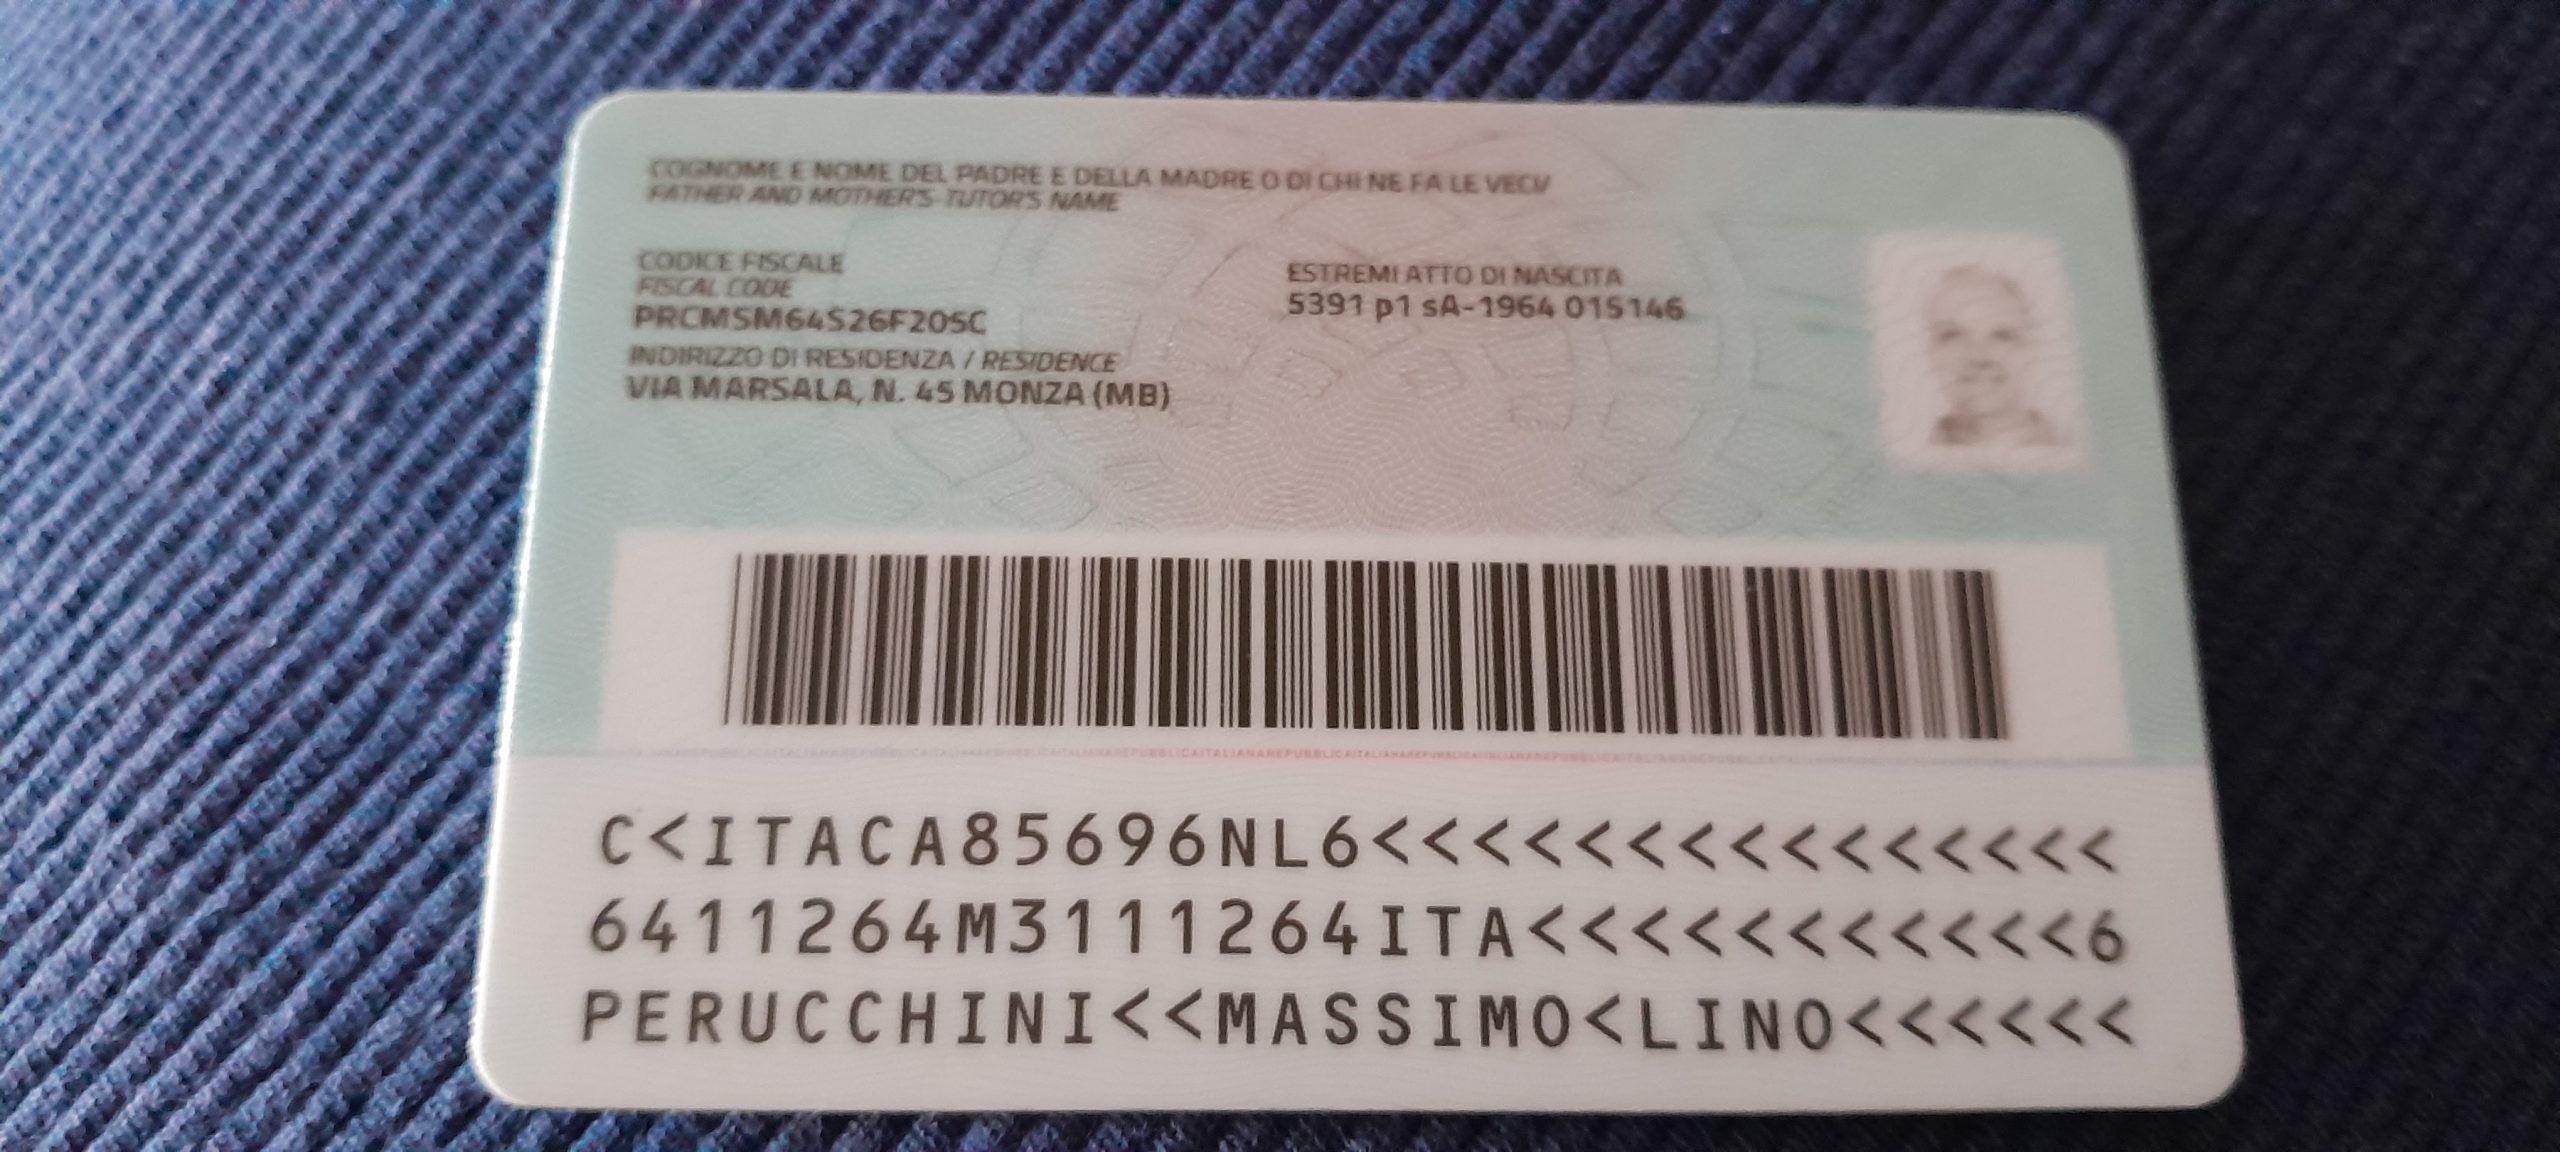 COGNOME E NOME DEL PADRE E DELLA MADRE O DI CHI NE FA LE VECI/
FATHER AND MOTHER'S TUTOR'S NAME
CODICE FISCALE
FISCAL CODE
PRCMSM64S26F205C
ESTREMI ATTO DI NASCITA
5391 p1 sA-1964 015146
INDIRIZZO DI RESIDENZA / RESIDENCE
VIA MARSALA, N. 45 MONZA (MB)
C<ITACA85696NL6<<<<<<<<<<<<<<<
6411264M3111264ITA<<<<<<<<<<<6
PERUCCHINI<<MASSIMO<LINO<<<<<<